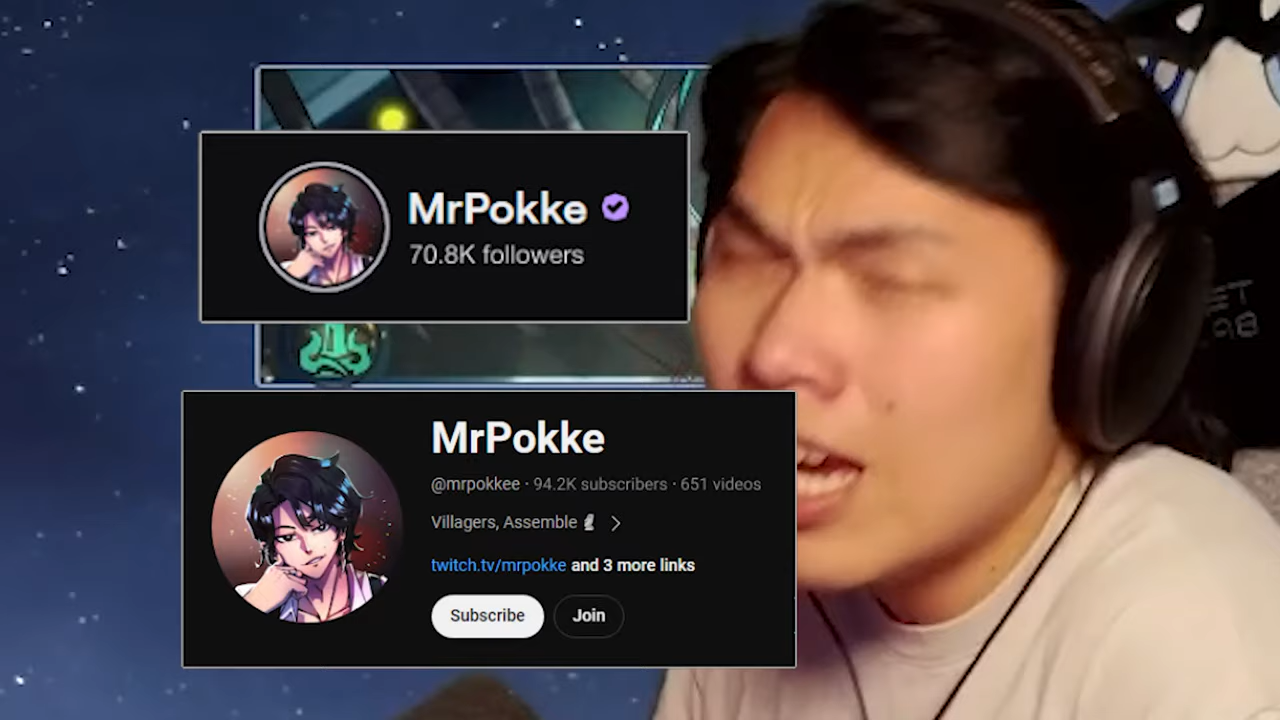 MrPokke
70.8K followers
MrPokke
@mrpokkee · 94.2K subscribers · 651 videos
Villagers, Assemble
twitch.tv/mrpokke and 3 more links
Subscribe
Join